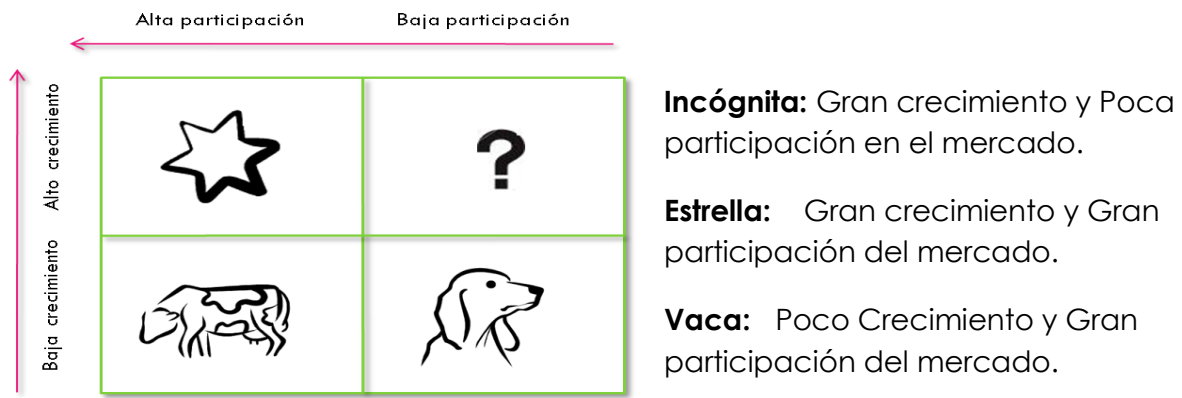 Alta participación
Baja participación
Alto crecimiento
Baja crecimiento
?
Incógnita: Gran crecimiento y Poca
participación en el mercado.
Estrella: Gran crecimiento y Gran
participación del mercado.
Vaca: Poco Crecimiento y Gran
participación del mercado.